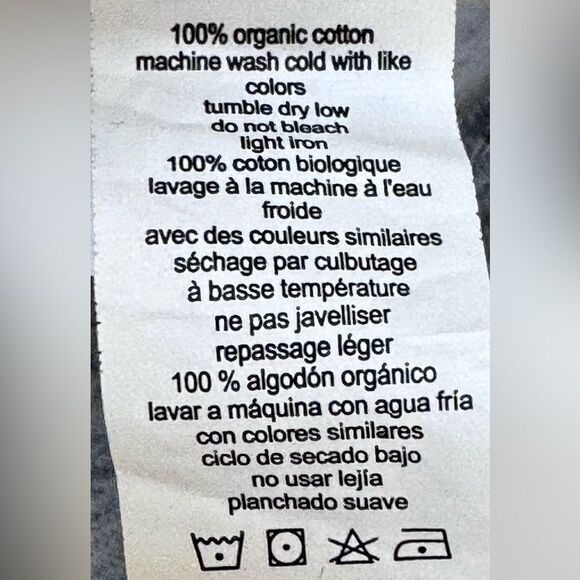 100% organic cotton
machine wash cold with like
colors
tumble dry low
do not bleach
light iron
100% coton biologique
lavage à la machine à l'eau
froide
avec des couleurs similaires
séchage par culbutage
à basse température
ne pas javelliser
repassage léger
100 % algodón orgánico
lavar a máquina con agua fría
con colores similares
ciclo de secado bajo
no usar lejía
planchado suave